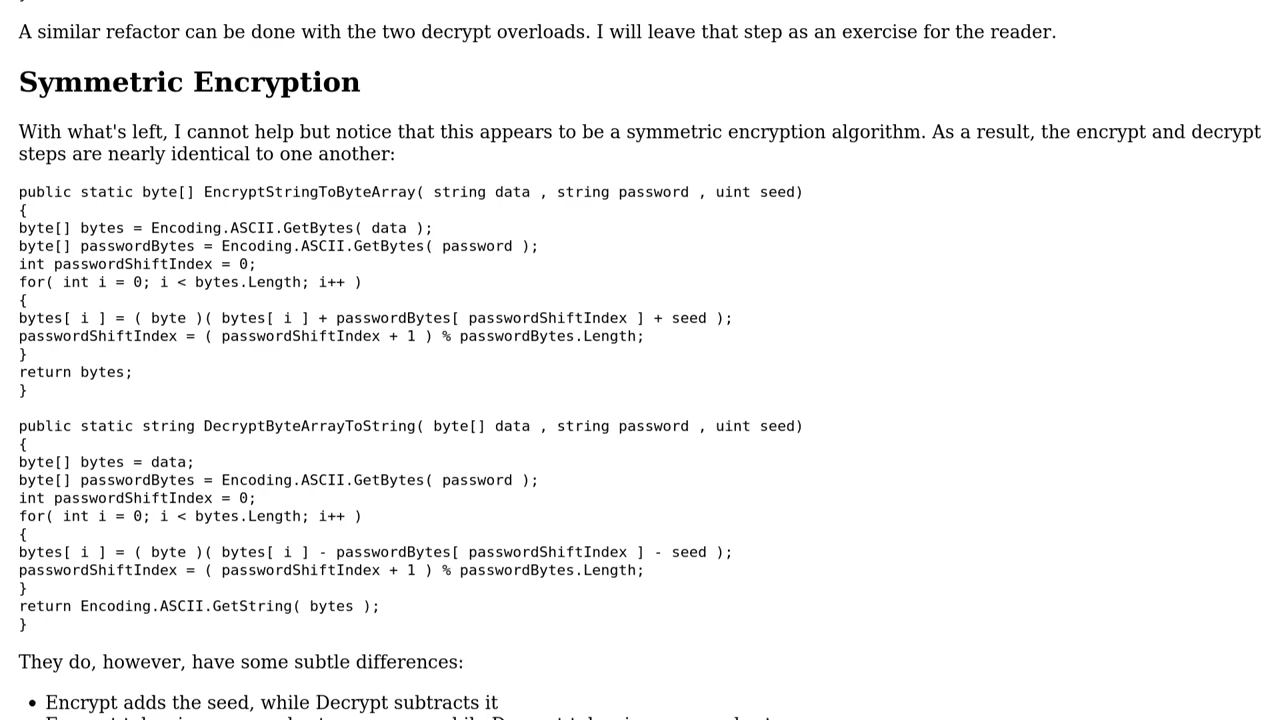 A similar refactor can be done with the two decrypt overloads. I will leave that step as an exercise for the reader.
Symmetric Encryption
With what's left, I cannot help but notice that this appears to be a symmetric encryption algorithm. As a result, the encrypt and decrypt
steps are nearly identical to one another:
public static byte[] EncryptStringToByteArray( string data , string password , uint seed)
{
byte[] bytes = Encoding.ASCII.GetBytes( data );
byte[] passwordBytes = Encoding.ASCII.GetBytes( password );
int passwordShiftIndex = 0;
for( int i = 0; i < bytes.Length; i++ )
{
bytes[ i ] = ( byte )( bytes[ i ] + passwordBytes[ passwordShiftIndex ] + seed );
passwordShiftIndex = ( passwordShiftIndex + 1 ) % passwordBytes.Length;
}
return bytes;
}
public static string DecryptByteArrayToString( byte[] data , string password , uint seed)
{
byte[] bytes = data;
byte[] passwordBytes = Encoding.ASCII.GetBytes( password );
int passwordShiftIndex = 0;
for( int i = 0; i < bytes.Length; i++ )
{
bytes[ i ] = ( byte )( bytes[ i ] - passwordBytes[ passwordShiftIndex ] - seed );
passwordShiftIndex = ( passwordShiftIndex + 1 ) % passwordBytes.Length;
}
return Encoding.ASCII.GetString( bytes );
}
They do, however, have some subtle differences:
• Encrypt adds the seed, while Decrypt subtracts it